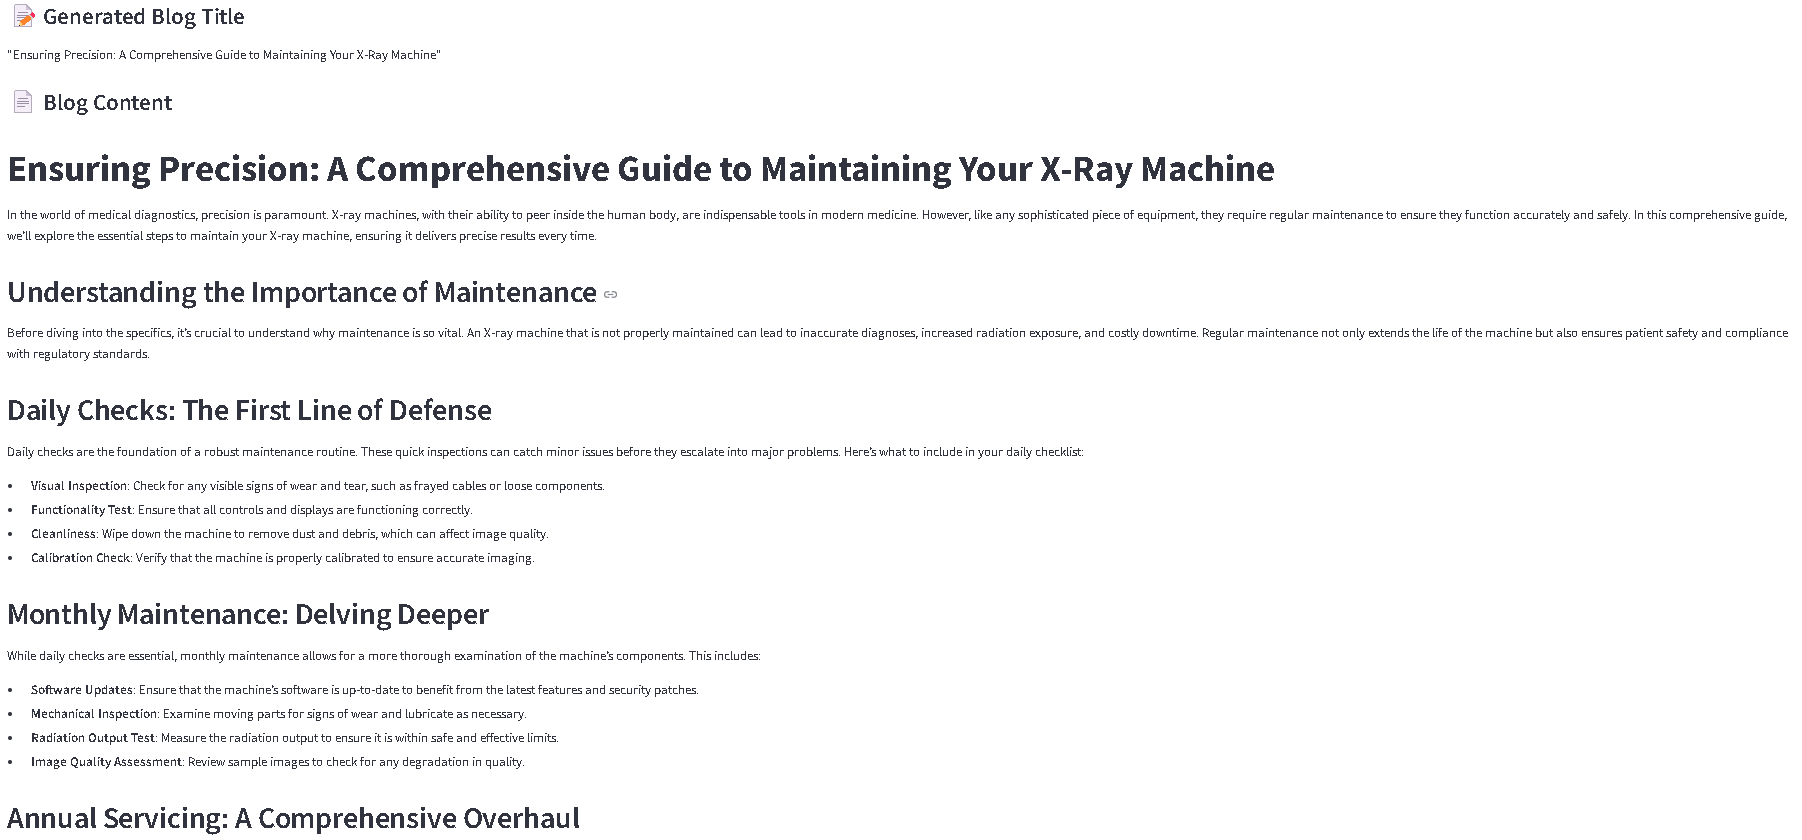 Generated Blog Title
"Ensuring Precision: A Comprehensive Guide to Maintaining Your X-Ray Machine"
Blog Content
Ensuring Precision: A Comprehensive Guide to Maintaining Your X-Ray Machine
In the world of medical diagnostics, precision is paramount. X-ray machines, with their ability to peer inside the human body, are indispensable tools in modern medicine. However, like any sophisticated piece of equipment, they require regular maintenance to ensure they function accurately and safely. In this comprehensive guide,
we'll explore the essential steps to maintain your X-ray machine, ensuring it delivers precise results every time.
Understanding the Importance of Maintenance
Before diving into the specifics, it's crucial to understand why maintenance is so vital. An X-ray machine that is not properly maintained can lead to inaccurate diagnoses, increased radiation exposure, and costly downtime. Regular maintenance not only extends the life of the machine but also ensures patient safety and compliance
with regulatory standards.
Daily Checks: The First Line of Defense
Daily checks are the foundation of a robust maintenance routine. These quick inspections can catch minor issues before they escalate into major problems. Here's what to include in your daily checklist:
• Visual Inspection: Check for any visible signs of wear and tear, such as frayed cables or loose components.
• Functionality Test: Ensure that all controls and displays are functioning correctly.
• Cleanliness: Wipe down the machine to remove dust and debris, which can affect image quality.
• Calibration Check: Verify that the machine is properly calibrated to ensure accurate imaging.
Monthly Maintenance: Delving Deeper
While daily checks are essential, monthly maintenance allows for a more thorough examination of the machine's components. This includes:
• Software Updates: Ensure that the machine's software is up-to-date to benefit from the latest features and security patches.
• Mechanical Inspection: Examine moving parts for signs of wear and lubricate as necessary.
• Radiation Output Test: Measure the radiation output to ensure it is within safe and effective limits.
• Image Quality Assessment: Review sample images to check for any degradation in quality.
Annual Servicing: A Comprehensive Overhaul